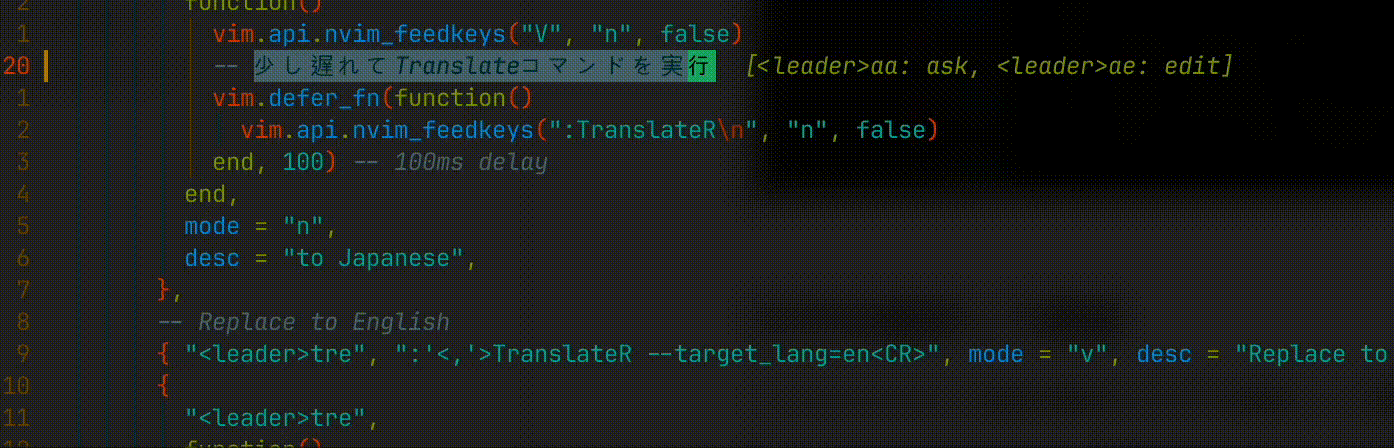 2 function()
1 vim.api.nvim_feedkeys("V", "n", false)
20 -- 少し遅れてTranslateコマンドを実行 [<leader>aa: ask, <leader>ae: edit]
1 vim.defer_fn(function()
2 vim.api.nvim_feedkeys(":TranslateR\n", "n", false)
3 end, 100) -- 100ms delay
4 end,
5 mode = "n",
6 desc = "to Japanese",
7 },
8 -- Replace to English
9 { "<leader>tre", ":'<,'>TranslateR --target_lang=en<CR>", mode = "v", desc = "Replace to
10 {
11 "<leader>tre",
12 function()